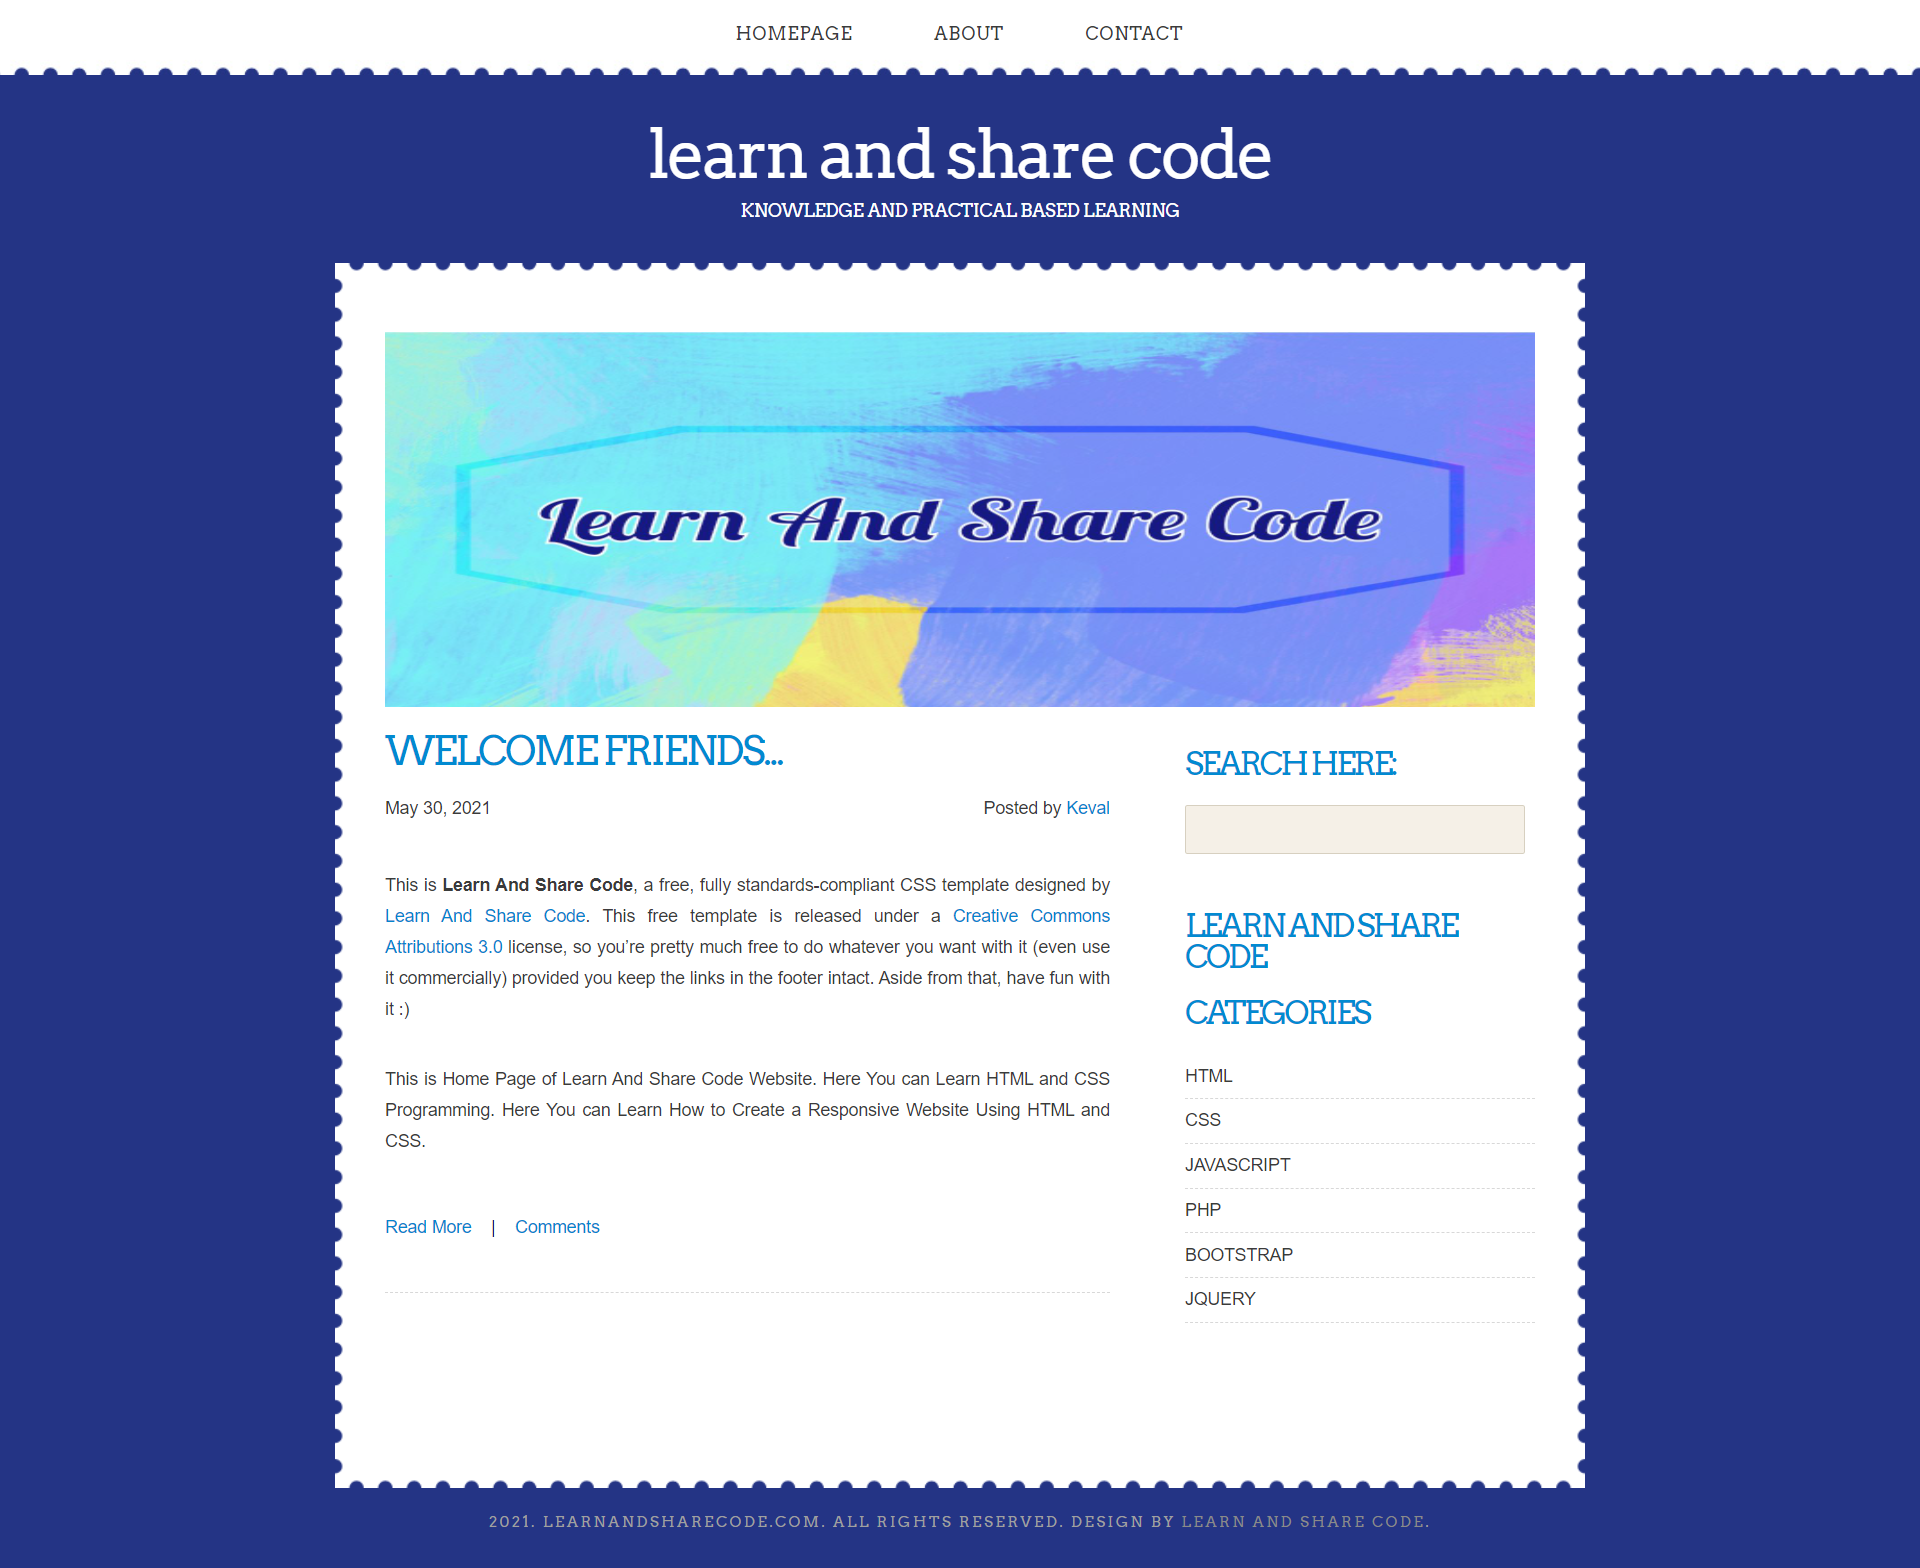 HOMEPAGE ABOUT CONTACT
learn and share code
KNOWLEDGE AND PRACTICAL BASED LEARNING
Learn And Share Code
WELCOME FRIENDS...
May 30, 2021 Posted by Keval
This is Learn And Share Code, a free, fully standards-compliant CSS template designed by
Learn And Share Code. This free template is released under a Creative Commons
Attributions 3.0 license, so you’re pretty much free to do whatever you want with it (even use
it commercially) provided you keep the links in the footer intact. Aside from that, have fun with
it :)
This is Home Page of Learn And Share Code Website. Here You can Learn HTML and CSS
Programming. Here You can Learn How to Create a Responsive Website Using HTML and
CSS.
Read More | Comments
SEARCH HERE:
LEARN AND SHARE
CODE
CATEGORIES
HTML
CSS
JAVASCRIPT
PHP
BOOTSTRAP
JQUERY
2021. LEARNANDSHARECODE.COM. ALL RIGHTS RESERVED. DESIGN BY LEARN AND SHARE CODE.